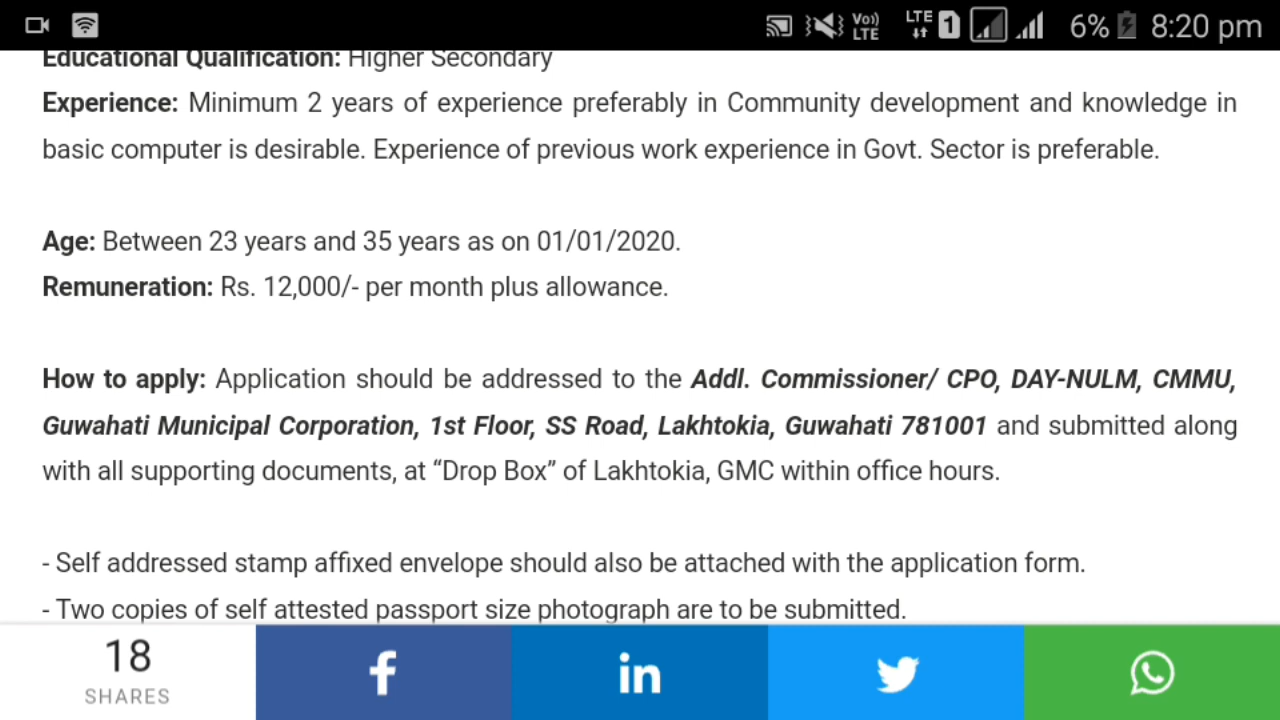 Vo))
LTE
LTE
1
6%
8:20 pm
Educational Qualification: Higher Secondary
Experience: Minimum 2 years of experience preferably in Community development and knowledge in
basic computer is desirable. Experience of previous work experience in Govt. Sector is preferable.
Age: Between 23 years and 35 years as on 01/01/2020.
Remuneration: Rs. 12,000/- per month plus allowance.
How to apply: Application should be addressed to the Addl. Commissioner/ CPO, DAY-NULM, CMMU,
Guwahati Municipal Corporation, 1st Floor, SS Road, Lakhtokia, Guwahati 781001 and submitted along
with all supporting documents, at “Drop Box” of Lakhtokia, GMC within office hours.
- Self addressed stamp affixed envelope should also be attached with the application form.
- Two copies of self attested passport size photograph are to be submitted.
18
SHARES
f
in